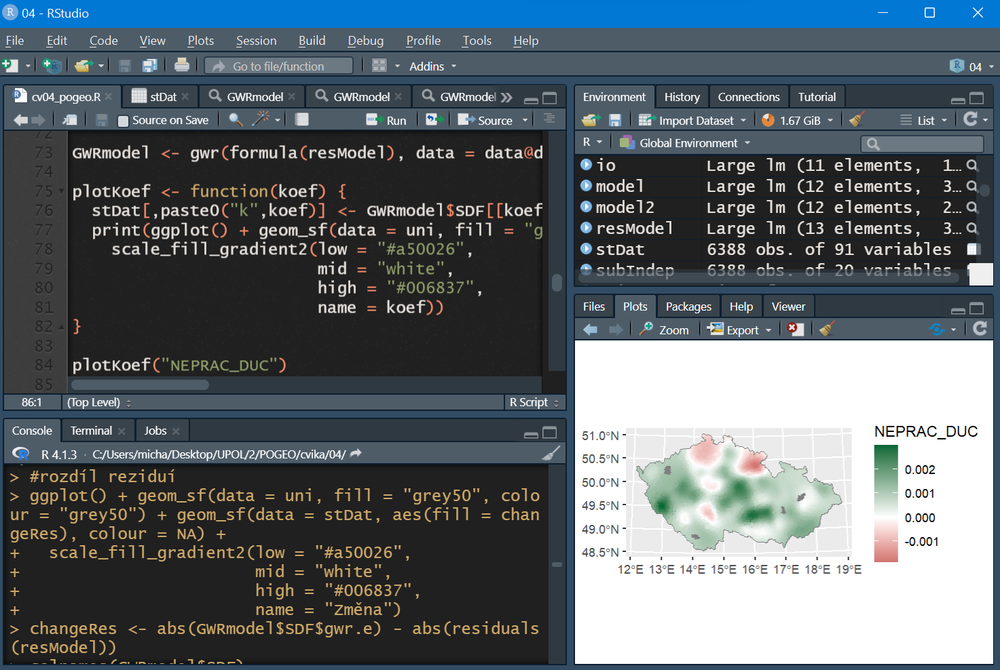 04 - RStudio
File Edit Code View Plots Session Build Debug Profile Tools Help
Go to file/function Addins 04
cv04_pogeo.R stDat GWRmodel GWRmodel GWRmodel
Source on Save Run Source
72
73 GWRmodel <- gwr(formula(resModel), data = data@d
74
75 plotKoef <- function(koef) {
76 stDat[,paste0("k",koef)] <- GWRmodel$SDF[[koef
77 print(ggplot() + geom_sf(data = uni, fill = "g
78 scale_fill_gradient2(low = "#a50026",
79 mid = "white",
80 high = "#006837",
81 name = koef))
82 }
83
84 plotKoef("NEPRAC_DUC")
85
86:1 (Top Level) R Script
Console Terminal Jobs
R 4.1.3 · C:/Users/micha/Desktop/UPOL/2/POGEO/cvika/04/
> #rozdíl reziduí
> ggplot() + geom_sf(data = uni, fill = "grey50", colo
ur = "grey50") + geom_sf(data = stDat, aes(fill = chan
geRes), colour = NA) +
+ scale_fill_gradient2(low = "#a50026",
+ mid = "white",
+ high = "#006837",
+ name = "Změna")
> changeRes <- abs(GWRmodel$SDF$gwr.e) - abs(residuals
(resModel))
> colnames(GWRmodel$SDF)
Environment History Connections Tutorial
Import Dataset 1.67 GiB List
R Global Environment
io Large lm (11 elements, 1…
model Large lm (12 elements, 3…
model2 Large lm (12 elements, 2…
resModel Large lm (13 elements, 3…
stDat 6388 obs. of 91 variables
subIndep 6388 obs. of 20 variables
Files Plots Packages Help Viewer
Zoom Export
NEPRAC_DUC
0.002
0.001
0.000
-0.001
51.0°N
50.5°N
50.0°N
49.5°N
49.0°N
48.5°N
12°E 13°E 14°E 15°E 16°E 17°E 18°E 19°E